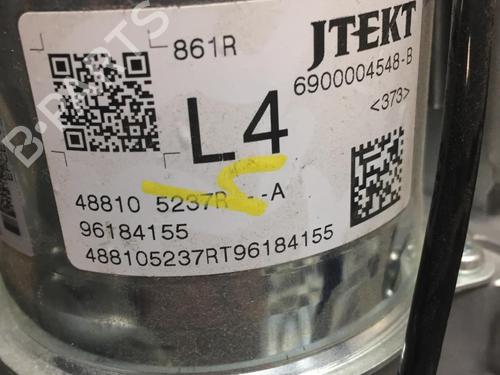 861R
JTEKT
6900004548-B
<373>
L4
48810 5237R --A
96184155
488105237RT96184155
B-PARTS